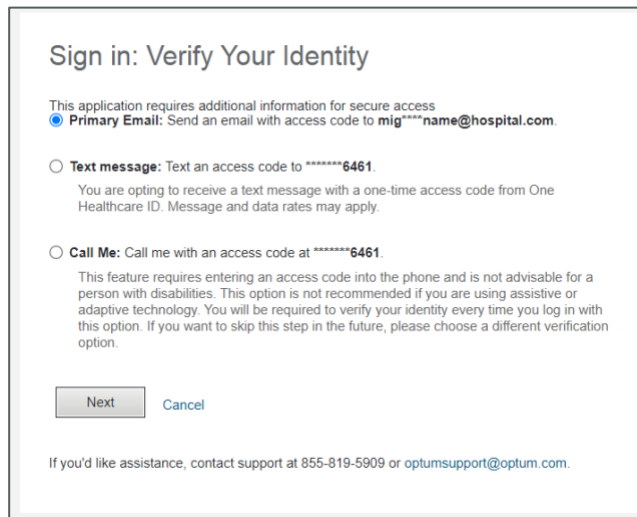 Sign in: Verify Your Identity
This application requires additional information for secure access
Primary Email: Send an email with access code to mig****name@hospital.com.
Text message: Text an access code to *******6461.
You are opting to receive a text message with a one-time access code from One
Healthcare ID. Message and data rates may apply.
Call Me: Call me with an access code at *******6461.
This feature requires entering an access code into the phone and is not advisable for a
person with disabilities. This option is not recommended if you are using assistive or
adaptive technology. You will be required to verify your identity every time you log in with
this option. If you want to skip this step in the future, please choose a different verification
option.
Next Cancel
If you'd like assistance, contact support at 855-819-5909 or optumsupport@optum.com.